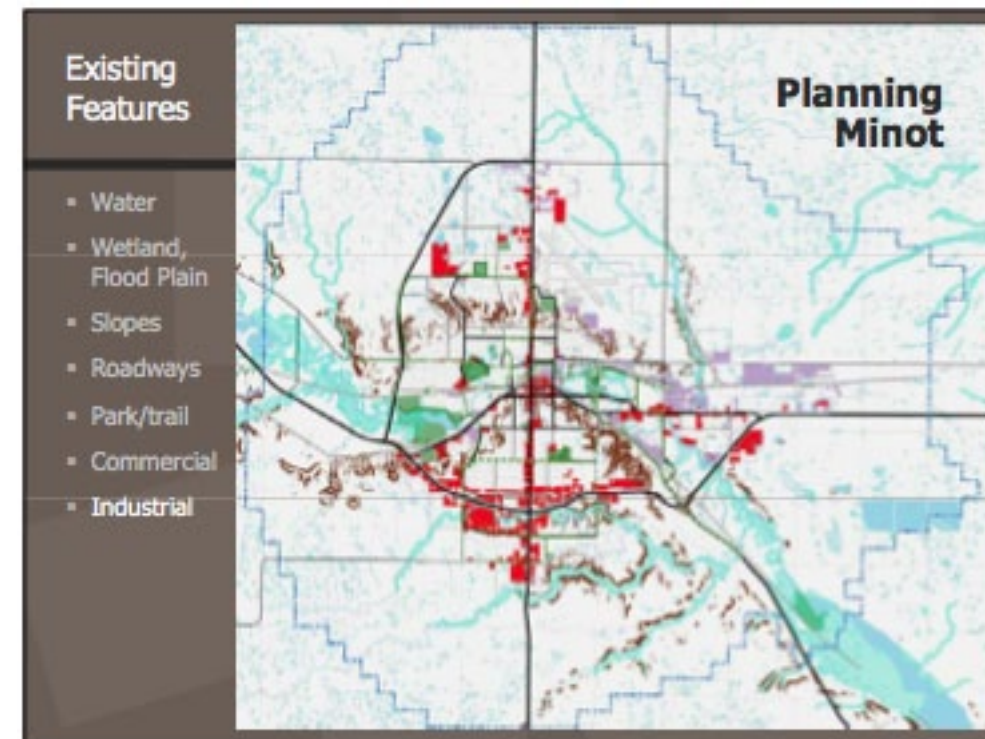 Existing
Features
Water
Wetland,
Flood Plain
Slopes
Roadways
Park/trail
Commercial
Industrial
Planning
Minot